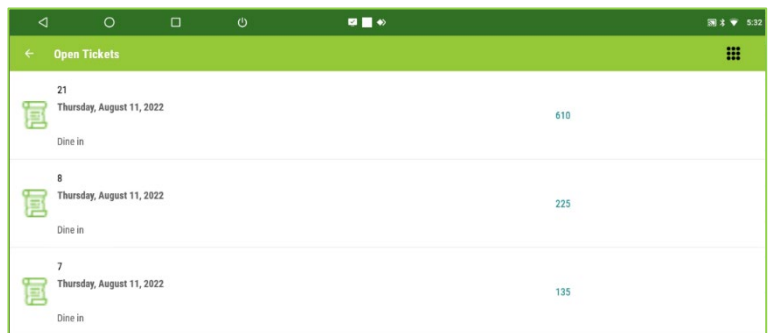 5:32
Open Tickets
21
Thursday, August 11, 2022
610
Dine in
8
Thursday, August 11, 2022
225
Dine in
7
Thursday, August 11, 2022
135
Dine in